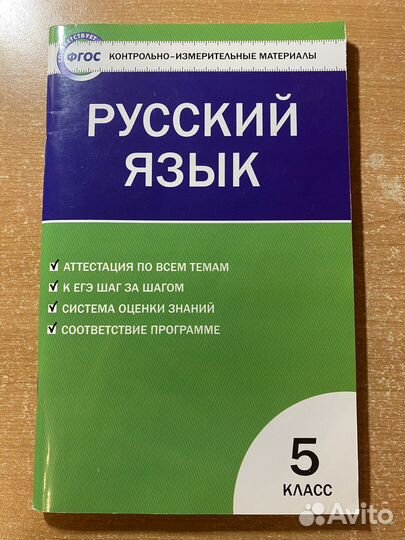 СООТВЕТСТВУЕТ
ФГОС
КОНТРОЛЬНО-ИЗМЕРИТЕЛЬНЫЕ МАТЕРИАЛЫ
РУССКИЙ
ЯЗЫК
АТТЕСТАЦИЯ ПО ВСЕМ ТЕМАМ
К ЕГЭ ШАГ ЗА ШАГОМ
СИСТЕМА ОЦЕНКИ ЗНАНИЙ
СООТВЕТСТВИЕ ПРОГРАММЕ
5
КЛАСС
Avito